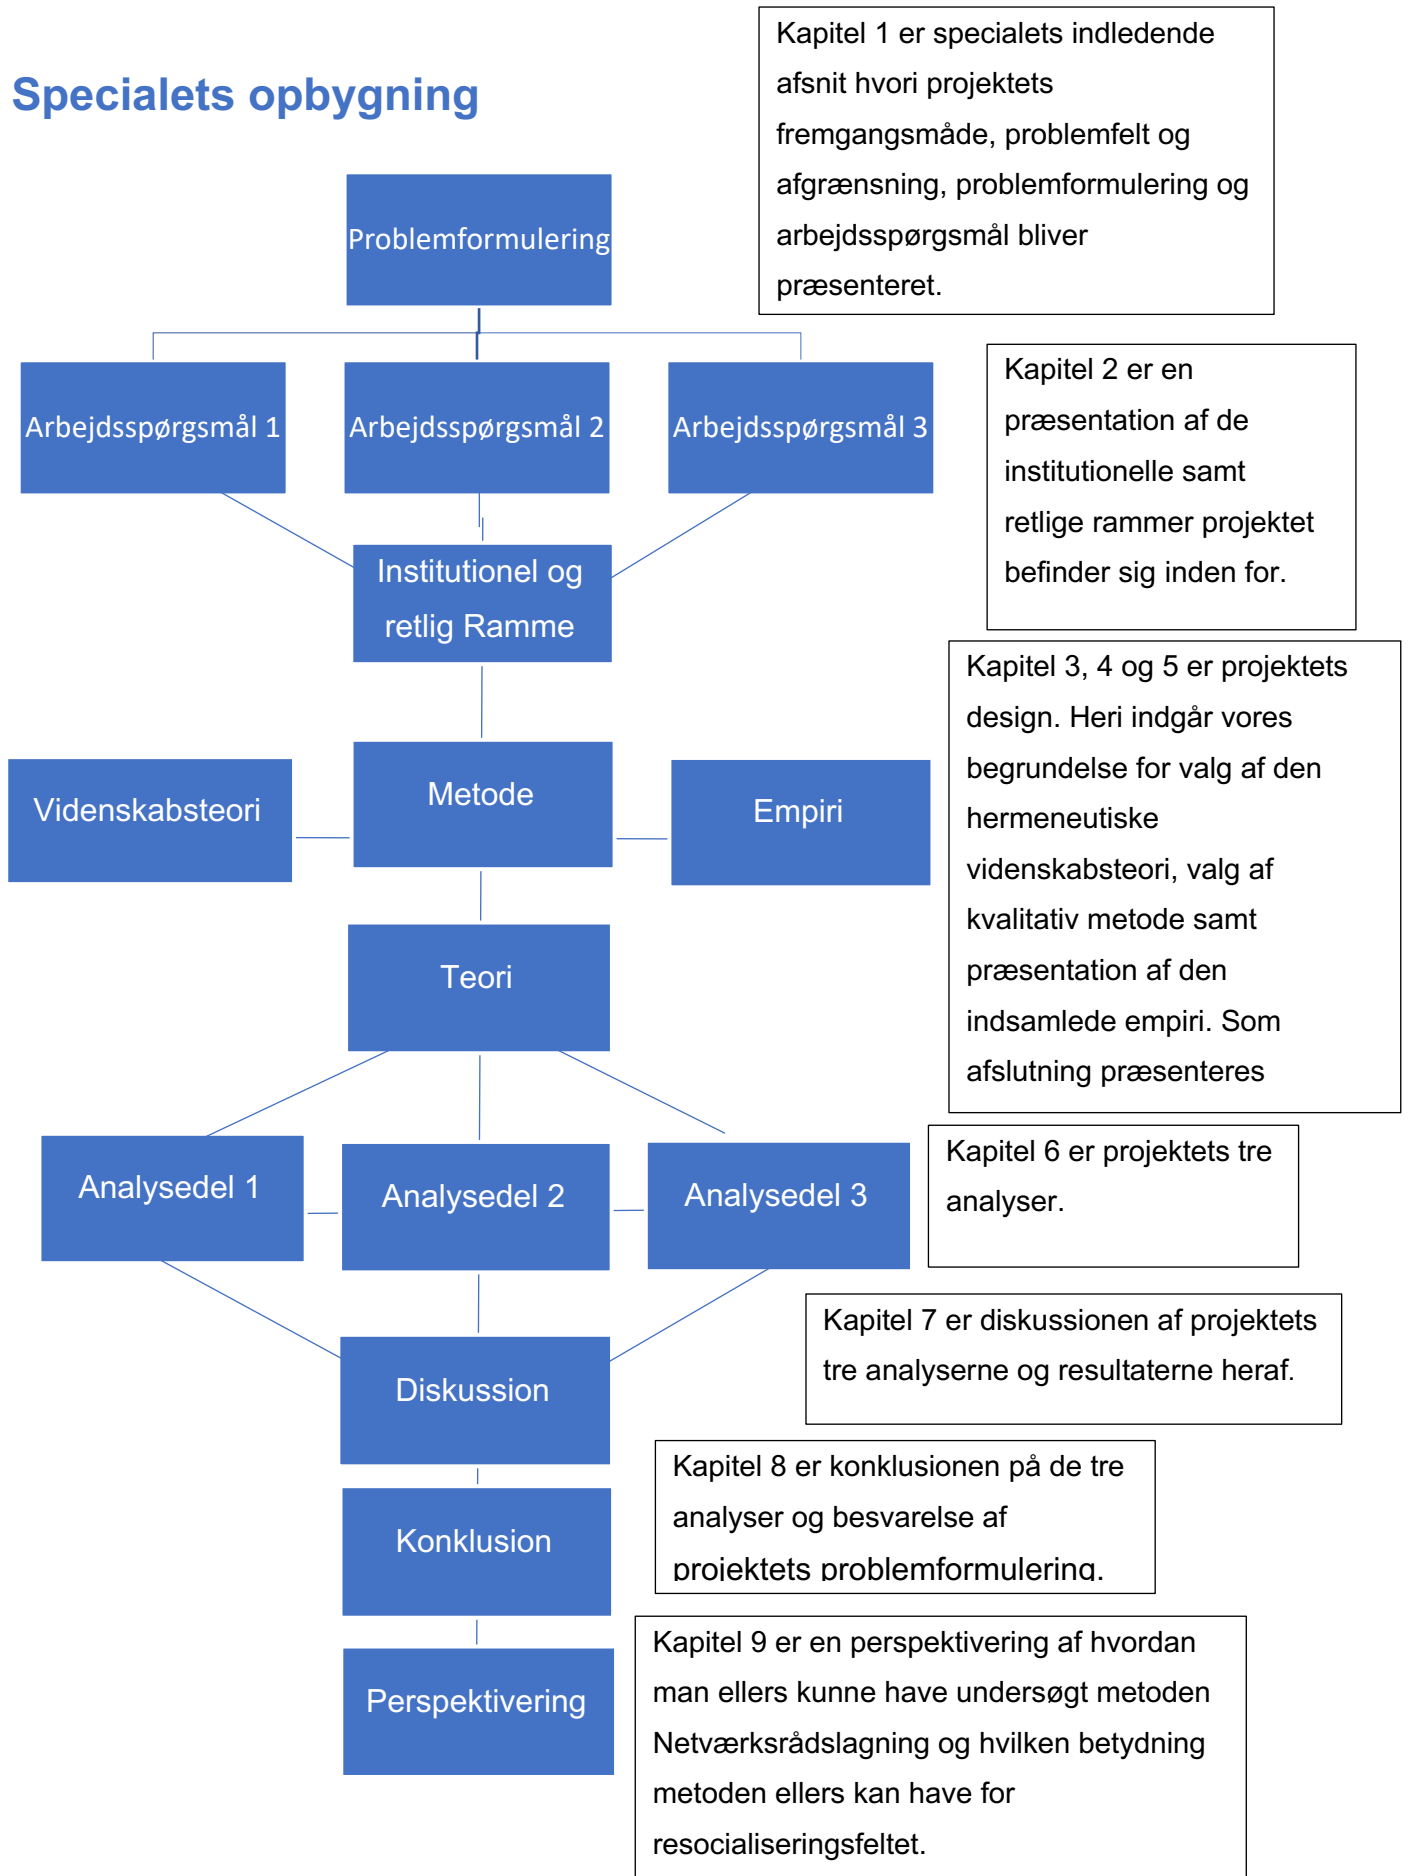 Specialets opbygning
Kapitel 1 er specialets indledende
afsnit hvori projektets
fremgangsmåde, problemfelt og
afgrænsning, problemformulering og
arbejdsspørgsmål bliver
præsenteret.
Problemformulering
Arbejdsspørgsmål 1
Arbejdsspørgsmål 2
Arbejdsspørgsmål 3
Kapitel 2 er en
præsentation af de
institutionelle samt
retlige rammer projektet
befinder sig inden for.
Institutionel og
retlig Ramme
Kapitel 3, 4 og 5 er projektets
design. Heri indgår vores
begrundelse for valg af den
hermeneutiske
videnskabsteori, valg af
kvalitativ metode samt
præsentation af den
indsamlede empiri. Som
afslutning præsenteres
Videnskabsteori
Metode
Empiri
Teori
Analysedel 1
Analysedel 2
Analysedel 3
Kapitel 6 er projektets tre
analyser.
Kapitel 7 er diskussionen af projektets
tre analyserne og resultaterne heraf.
Diskussion
Kapitel 8 er konklusionen på de tre
analyser og besvarelse af
projektets problemformulering.
Konklusion
Kapitel 9 er en perspektivering af hvordan
man ellers kunne have undersøgt metoden
Netværksrådslagning og hvilken betydning
metoden ellers kan have for
resocialiseringsfeltet.
Perspektivering